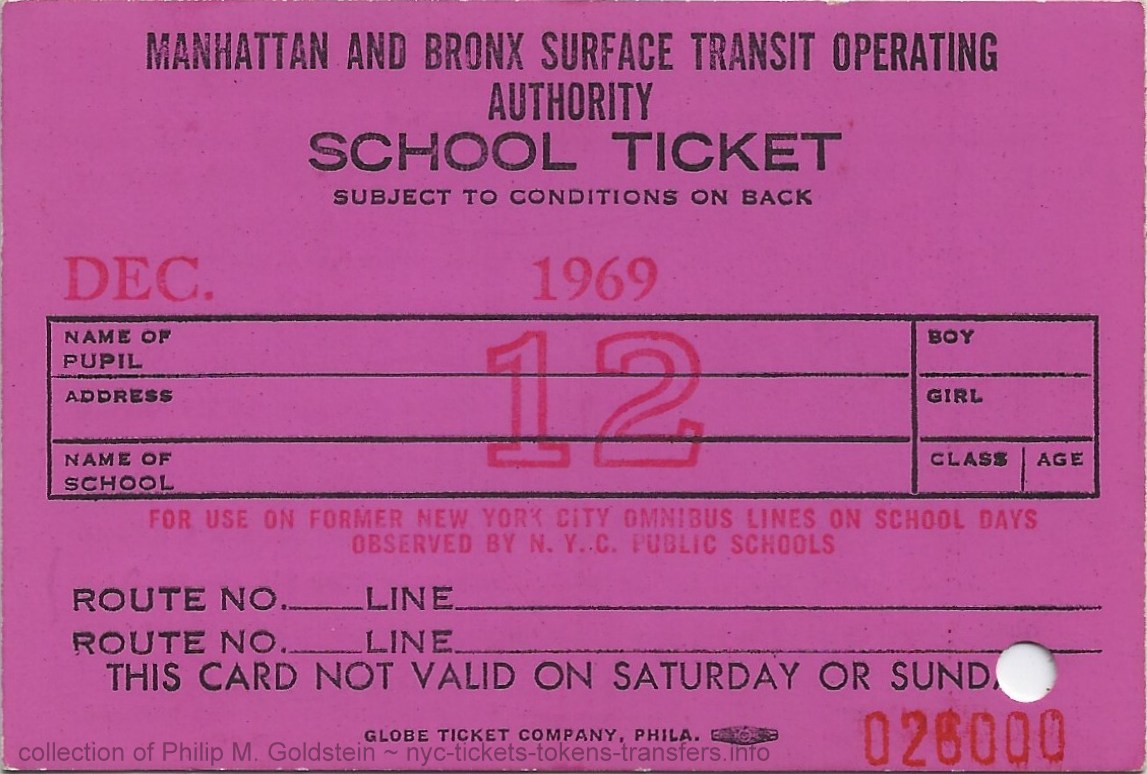 MANHATTAN AND BRONX SURFACE TRANSIT OPERATING
AUTHORITY
SCHOOL TICKET
SUBJECT TO CONDITIONS ON BACK
DEC. 1969
12
NAME OF
PUPIL
BOY
ADDRESS
GIRL
NAME OF
SCHOOL
CLASS AGE
FOR USE ON FORMER NEW YORK CITY OMNIBUS LINES ON SCHOOL DAYS
OBSERVED BY N. Y. C. PUBLIC SCHOOLS
ROUTE NO.____LINE____
ROUTE NO.____LINE____
THIS CARD NOT VALID ON SATURDAY OR
GLOBE TICKET COMPANY, PHILA.
collection of Philip M. Goldstein ~ nyc-tickets-tokens-transfers.info